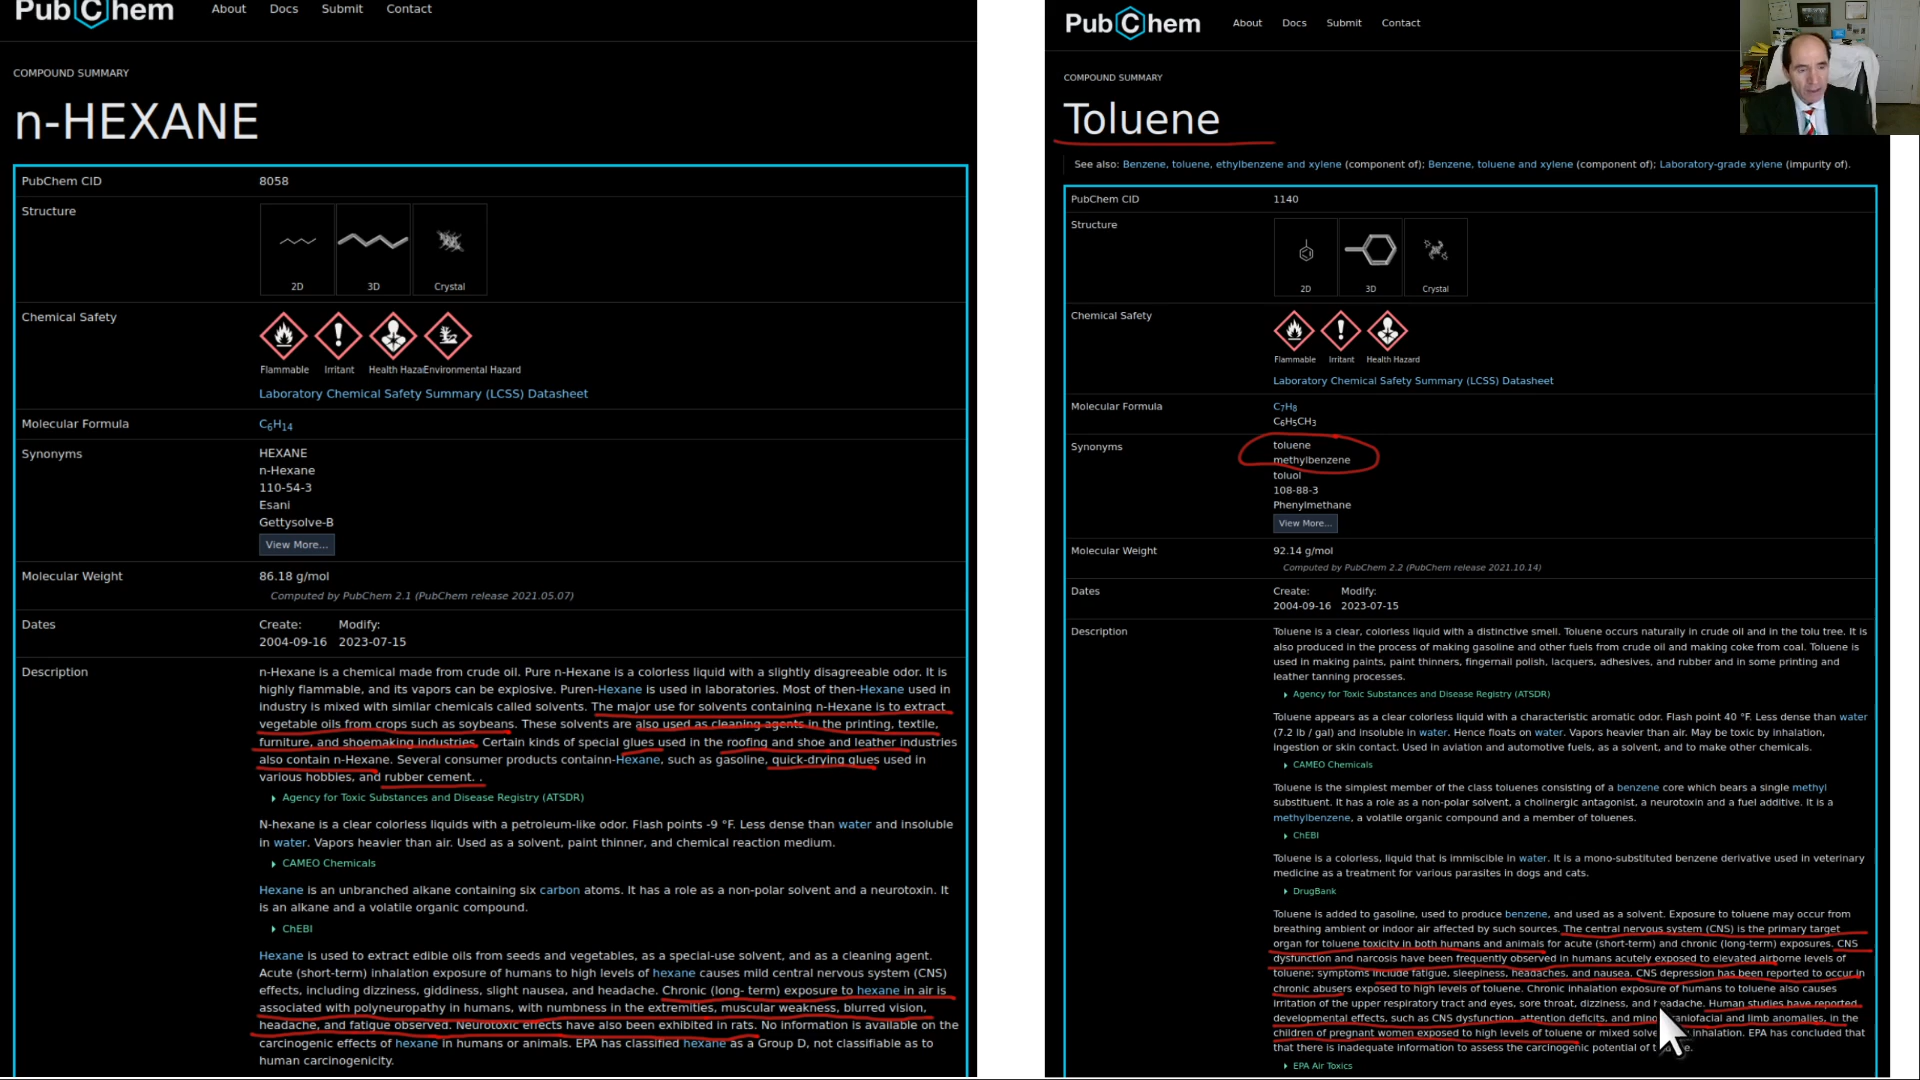 PubChem
About Docs Submit Contact
COMPOUND SUMMARY
n-HEXANE
PubChem CID 8058
Structure
2D 3D Crystal
Chemical Safety
Flammable Irritant Health Hazar Environmental Hazard
Laboratory Chemical Safety Summary (LCSS) Datasheet
Molecular Formula C6H14
Synonyms HEXANE
n-Hexane
110-54-3
Esani
Gettysolve-B
View More...
Molecular Weight 86.18 g/mol
Computed by PubChem 2.1 (PubChem release 2021.05.07)
Dates Create: Modify:
2004-09-16 2023-07-15
Description n-Hexane is a chemical made from crude oil. Pure n-Hexane is a colorless liquid with a slightly disagreeable odor. It is
highly flammable, and its vapors can be explosive. Puren-Hexane is used in laboratories. Most of then-Hexane used in
industry is mixed with similar chemicals called solvents. The major use for solvents containing n-Hexane is to extract
vegetable oils from crops such as soybeans. These solvents are also used as cleaning agents in the printing, textile,
furniture, and shoemaking industries. Certain kinds of special glues used in the roofing and shoe and leather industries
also contain n-Hexane. Several consumer products containn-Hexane, such as gasoline, quick-drying glues used in
various hobbies, and rubber cement. .
Agency for Toxic Substances and Disease Registry (ATSDR)
N-hexane is a clear colorless liquids with a petroleum-like odor. Flash points -9 °F. Less dense than water and insoluble
in water. Vapors heavier than air. Used as a solvent, paint thinner, and chemical reaction medium.
CAMEO Chemicals
Hexane is an unbranched alkane containing six carbon atoms. It has a role as a non-polar solvent and a neurotoxin. It
is an alkane and a volatile organic compound.
ChEBI
Hexane is used to extract edible oils from seeds and vegetables, as a special-use solvent, and as a cleaning agent.
Acute (short-term) inhalation exposure of humans to high levels of hexane causes mild central nervous system (CNS)
effects, including dizziness, giddiness, slight nausea, and headache. Chronic (long- term) exposure to hexane in air is
associated with polyneuropathy in humans, with numbness in the extremities, muscular weakness, blurred vision,
headache, and fatigue observed. Neurotoxic effects have also been exhibited in rats. No information is available on the
carcinogenic effects of hexane in humans or animals. EPA has classified hexane as a Group D, not classifiable as to
human carcinogenicity.
PubChem
About Docs Submit Contact
COMPOUND SUMMARY
Toluene
See also: Benzene, toluene, ethylbenzene and xylene (component of); Benzene, toluene and xylene (component of); Laboratory-grade xylene (impurity of).
PubChem CID 1140
Structure
2D 3D Crystal
Chemical Safety
Flammable Irritant Health Hazard
Laboratory Chemical Safety Summary (LCSS) Datasheet
Molecular Formula C7H8
C6H5CH3
Synonyms toluene
methylbenzene
toluol
108-88-3
Phenylmethane
View More...
Molecular Weight 92.14 g/mol
Computed by PubChem 2.2 (PubChem release 2021.10.14)
Dates Create: Modify:
2004-09-16 2023-07-15
Description Toluene is a clear, colorless liquid with a distinctive smell. Toluene occurs naturally in crude oil and in the tolu tree. It is
also produced in the process of making gasoline and other fuels from crude oil and making coke from coal. Toluene is
used in making paints, paint thinners, fingernail polish, lacquers, adhesives, and rubber and in some printing and
leather tanning processes.
Agency for Toxic Substances and Disease Registry (ATSDR)
Toluene appears as a clear colorless liquid with a characteristic aromatic odor. Flash point 40 °F. Less dense than water
(7.2 lb / gal) and insoluble in water. Hence floats on water. Vapors heavier than air. May be toxic by inhalation,
ingestion or skin contact. Used in aviation and automotive fuels, as a solvent, and to make other chemicals.
CAMEO Chemicals
Toluene is the simplest member of the class toluenes consisting of a benzene core which bears a single methyl
substituent. It has a role as a non-polar solvent, a cholinergic antagonist, a neurotoxin and a fuel additive. It is a
methylbenzene, a volatile organic compound and a member of toluenes.
ChEBI
Toluene is a colorless, liquid that is immiscible in water. It is a mono-substituted benzene derivative used in veterinary
medicine as a treatment for various parasites in dogs and cats.
DrugBank
Toluene is added to gasoline, used to produce benzene, and used as a solvent. Exposure to toluene may occur from
breathing ambient or indoor air affected by such sources. The central nervous system (CNS) is the primary target
organ for toluene toxicity in both humans and animals for acute (short-term) and chronic (long-term) exposures. CNS
dysfunction and narcosis have been frequently observed in humans acutely exposed to elevated airborne levels of
toluene; symptoms include fatigue, sleepiness, headaches, and nausea. CNS depression has been reported to occur in
chronic abusers exposed to high levels of toluene. Chronic inhalation exposure of humans to toluene also causes
irritation of the upper respiratory tract and eyes, sore throat, dizziness, and headache. Human studies have reported
developmental effects, such as CNS dysfunction, attention deficits, and mino aniofacial and limb anomalies, in the
children of pregnant women exposed to high levels of toluene or mixed solve inhalation. EPA has concluded that
that there is inadequate information to assess the carcinogenic potential of
EPA Air Toxics